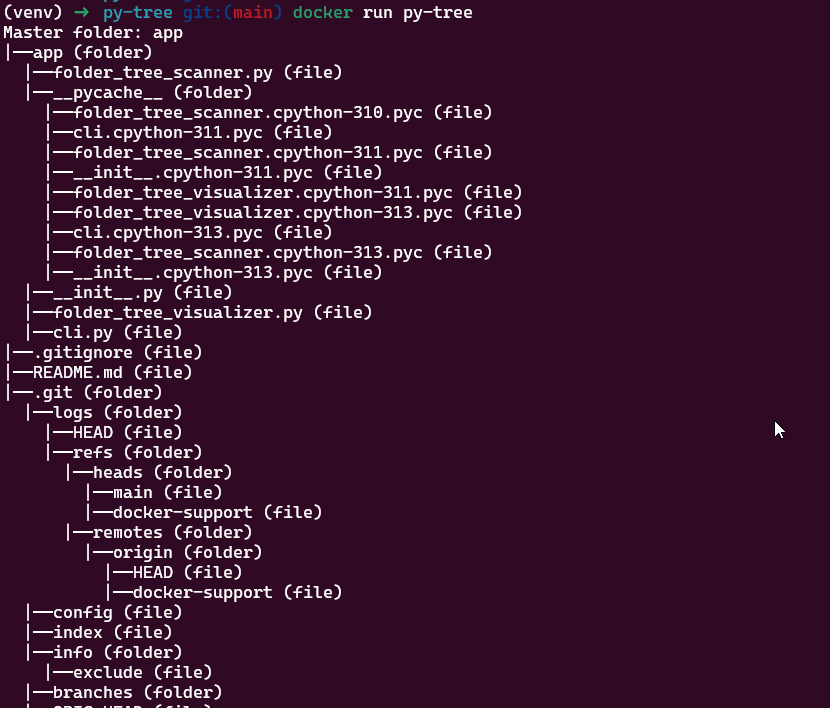 (venv) → py-tree git:(main) docker run py-tree
Master folder: app
|──app (folder)
  |──folder_tree_scanner.py (file)
  |──__pycache__ (folder)
    |──folder_tree_scanner.cpython-310.pyc (file)
    |──cli.cpython-311.pyc (file)
    |──folder_tree_scanner.cpython-311.pyc (file)
    |──__init__.cpython-311.pyc (file)
    |──folder_tree_visualizer.cpython-311.pyc (file)
    |──folder_tree_visualizer.cpython-313.pyc (file)
    |──cli.cpython-313.pyc (file)
    |──folder_tree_scanner.cpython-313.pyc (file)
    |──__init__.cpython-313.pyc (file)
  |──__init__.py (file)
  |──folder_tree_visualizer.py (file)
  |──cli.py (file)
|──.gitignore (file)
|──README.md (file)
|──.git (folder)
  |──logs (folder)
    |──HEAD (file)
    |──refs (folder)
      |──heads (folder)
        |──main (file)
        |──docker-support (file)
      |──remotes (folder)
        |──origin (folder)
          |──HEAD (file)
          |──docker-support (file)
  |──config (file)
  |──index (file)
  |──info (folder)
    |──exclude (file)
  |──branches (folder)